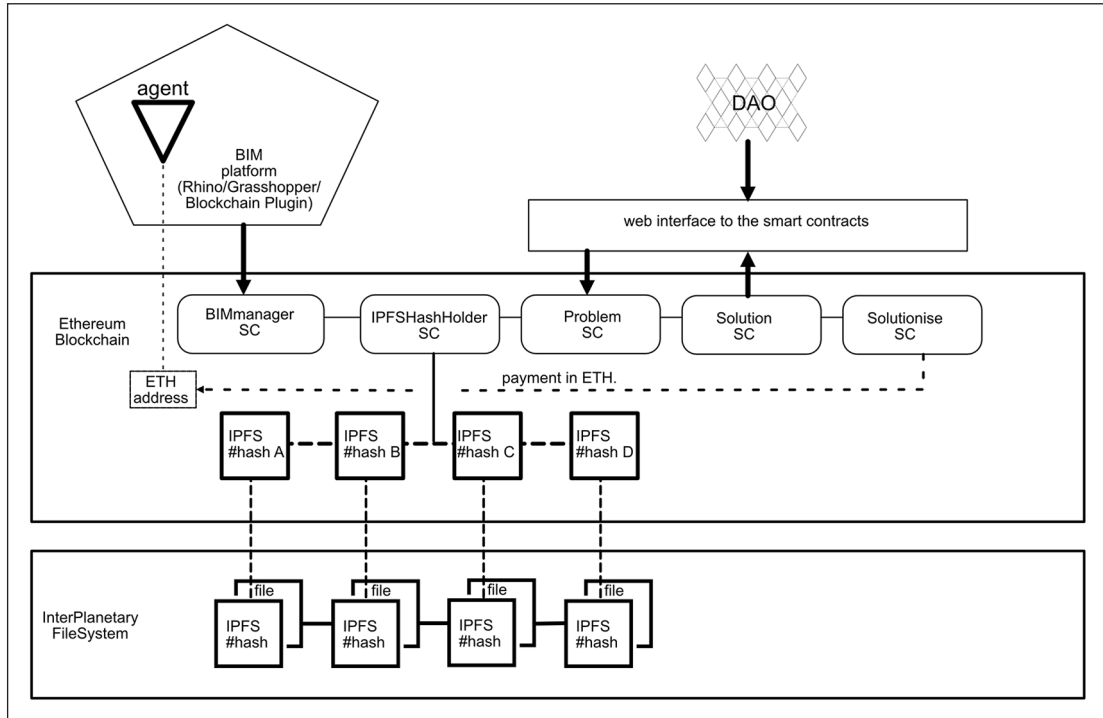 agent
BIM
platform
(Rhino/Grasshopper/
Blockchain Plugin)
DAO
web interface to the smart contracts
Ethereum
Blockchain
BIMmanager
SC
IPFSHashHolder
SC
Problem
SC
Solution
SC
Solutionise
SC
ETH
address
payment in ETH.
IPFS
#hash A
IPFS
#hash B
IPFS
#hash C
IPFS
#hash D
InterPlanetary
FileSystem
file
IPFS
#hash
file
IPFS
#hash
file
IPFS
#hash
file
IPFS
#hash